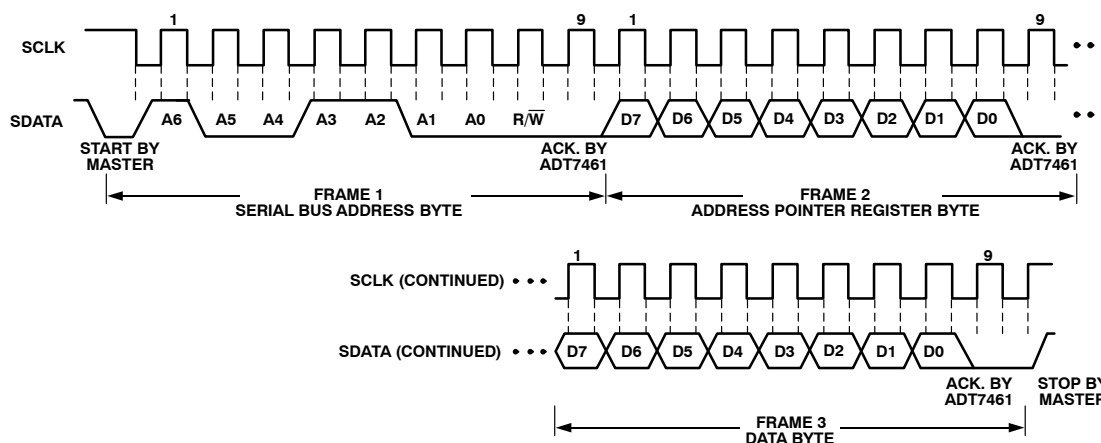 1 9 1 9
SCLK
SDATA A6 A5 A4 A3 A2 A1 A0 R/W̅ D7 D6 D5 D4 D3 D2 D1 D0
START BY
MASTER
ACK. BY
ADT7461
ACK. BY
ADT7461
FRAME 1
SERIAL BUS ADDRESS BYTE
FRAME 2
ADDRESS POINTER REGISTER BYTE
1 9
SCLK (CONTINUED)
SDATA (CONTINUED) D7 D6 D5 D4 D3 D2 D1 D0
ACK. BY
ADT7461
STOP BY
MASTER
FRAME 3
DATA BYTE